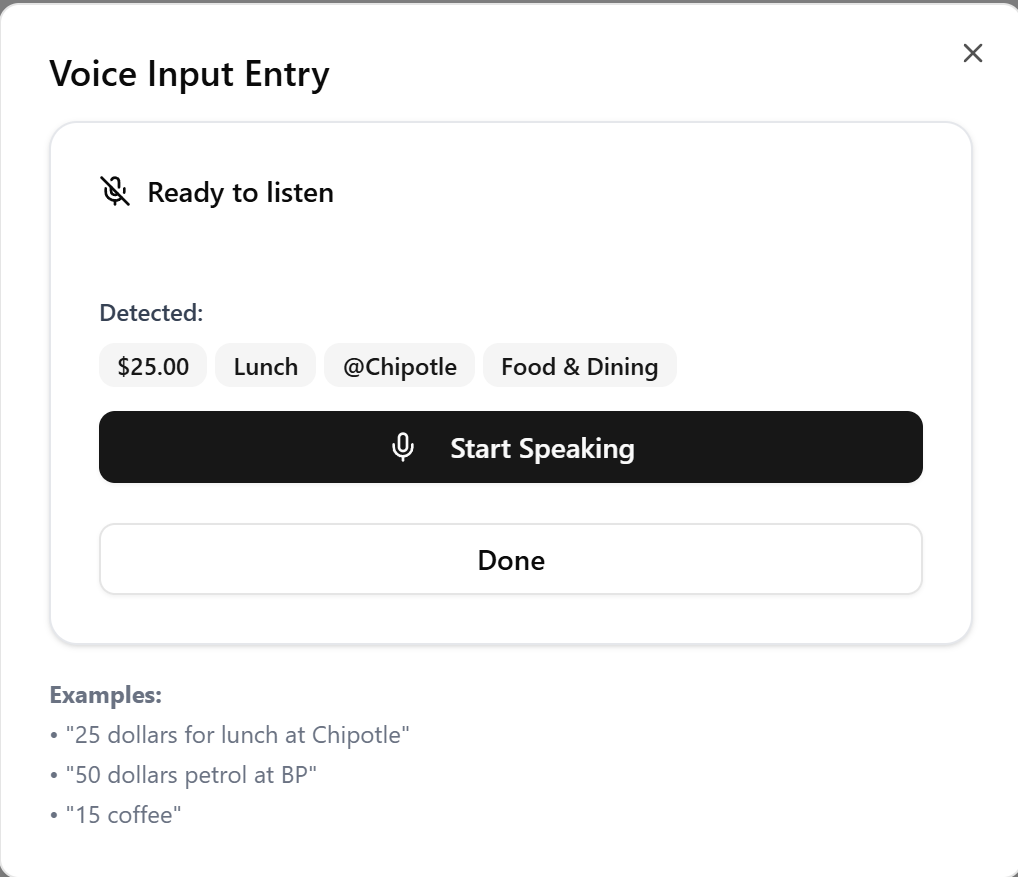 Voice Input Entry
Ready to listen
Detected:
$25.00 Lunch @Chipotle Food & Dining
Start Speaking
Done
Examples:
• "25 dollars for lunch at Chipotle"
• "50 dollars petrol at BP"
• "15 coffee"